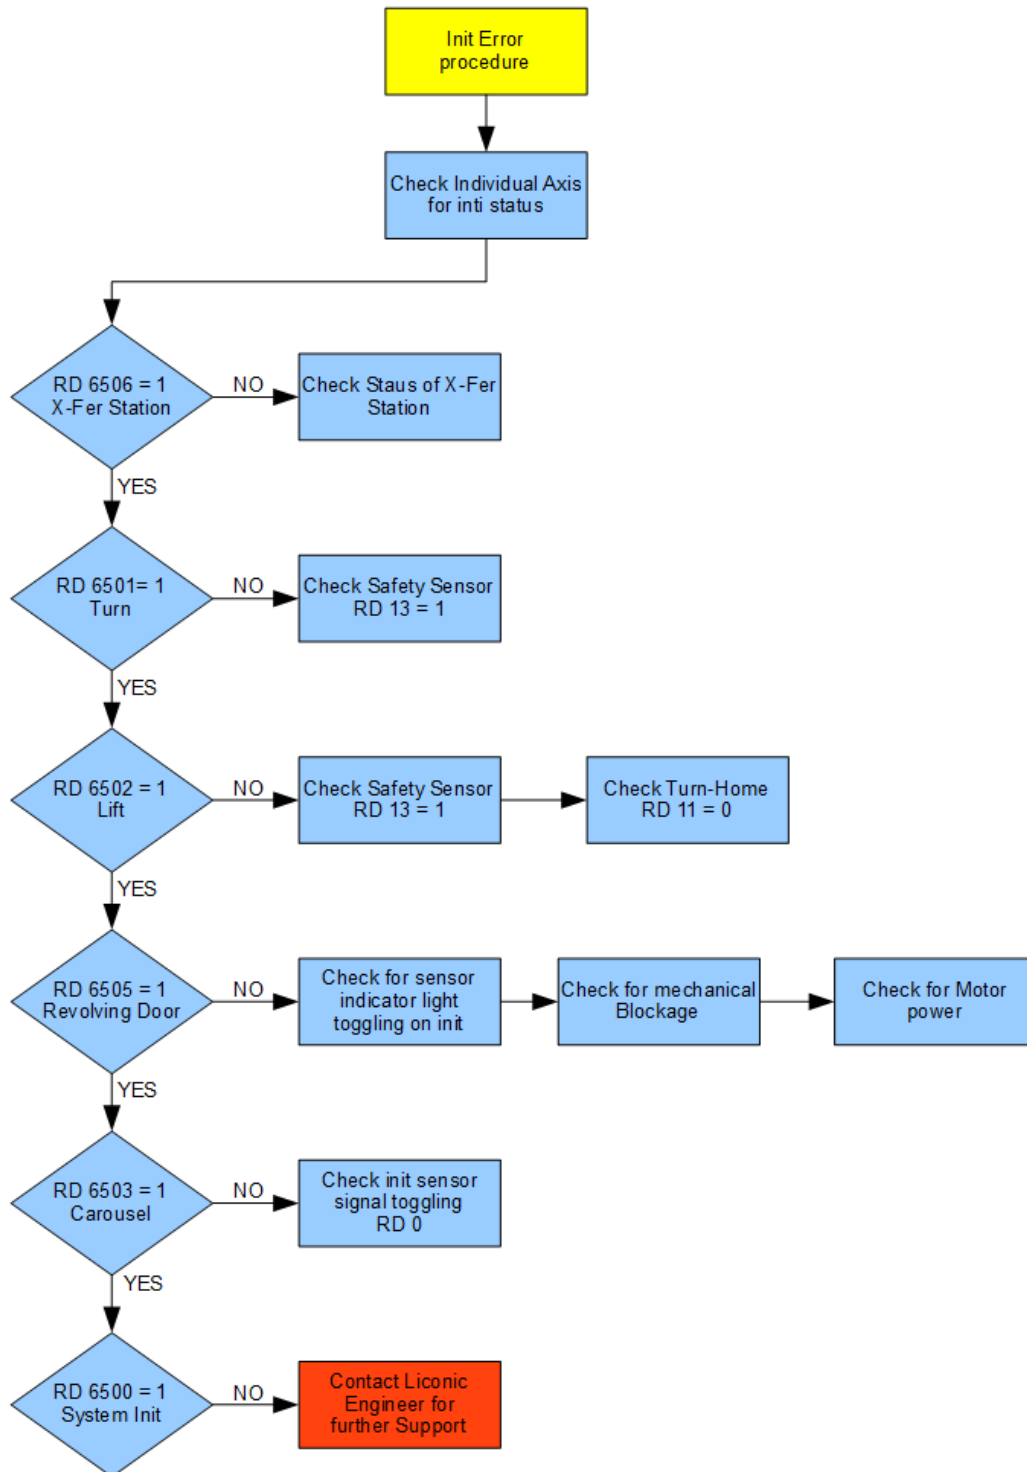 Init Error
procedure
Check Individual Axis
for inti status
RD 6506 = 1
X-Fer Station
NO
Check Staus of X-Fer
Station
YES
RD 6501= 1
Turn
NO
Check Safety Sensor
RD 13 = 1
YES
RD 6502 = 1
Lift
NO
Check Safety Sensor
RD 13 = 1
Check Turn-Home
RD 11 = 0
YES
RD 6505 = 1
Revolving Door
NO
Check for sensor
indicator light
toggling on init
Check for mechanical
Blockage
Check for Motor
power
YES
RD 6503 = 1
Carousel
NO
Check init sensor
signal toggling
RD 0
YES
RD 6500 = 1
System Init
NO
Contact Liconic
Engineer for
further Support